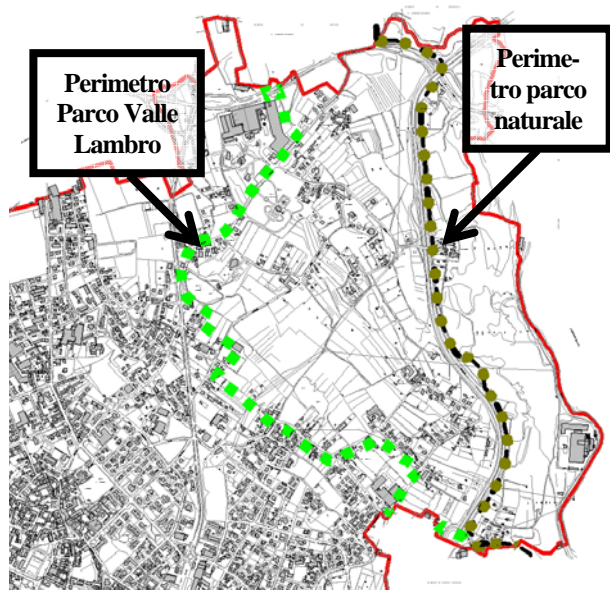 Perimetro
Parco Valle
Lambro
Perime-
tro parco
naturale